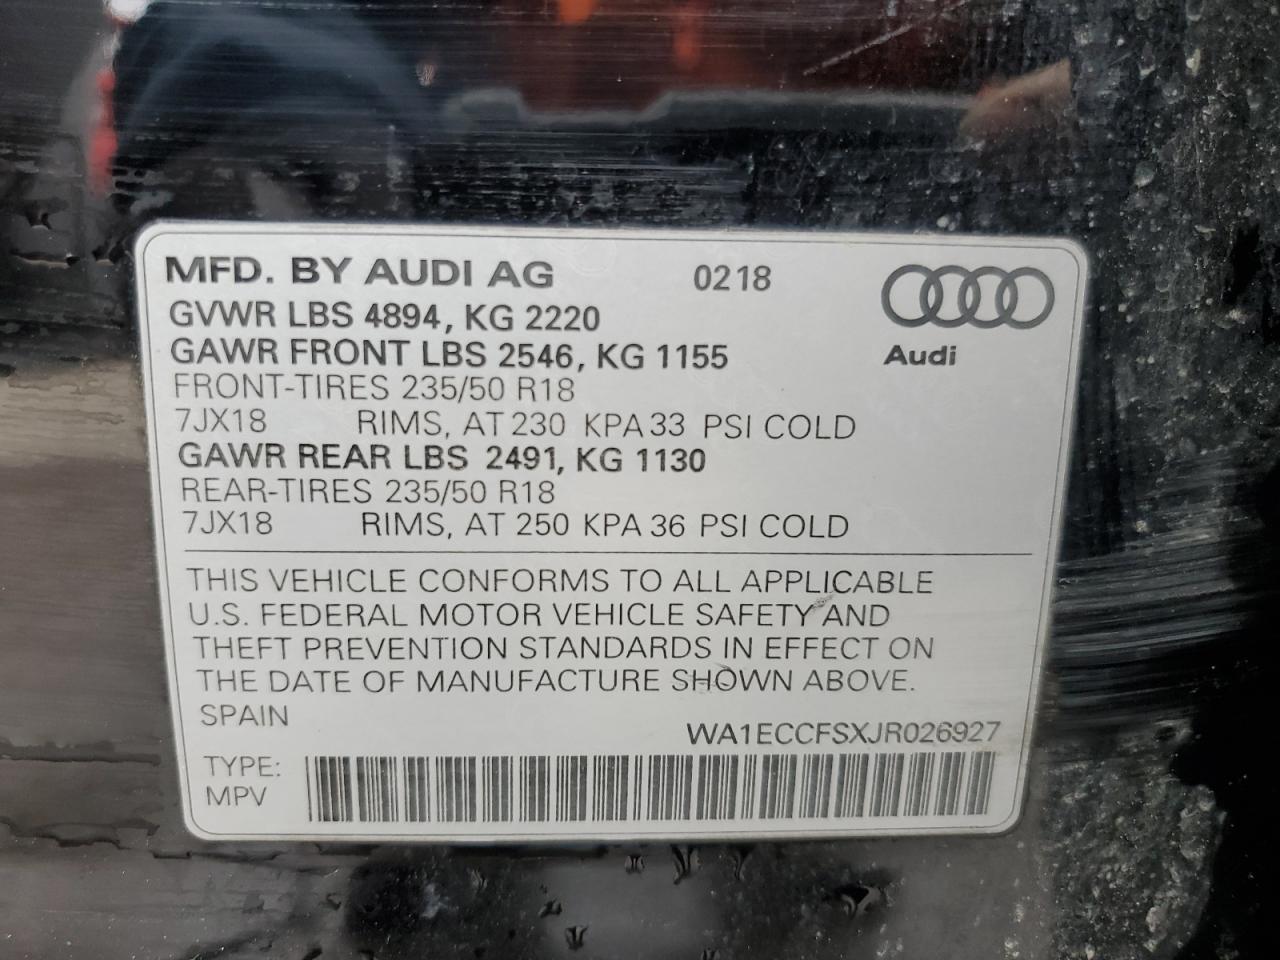 MFD. BY AUDI AG 0218
GVWR LBS 4894, KG 2220
GAWR FRONT LBS 2546, KG 1155
Audi
FRONT-TIRES 235/50 R18
7JX18 RIMS, AT 230 KPA 33 PSI COLD
GAWR REAR LBS 2491, KG 1130
REAR-TIRES 235/50 R18
7JX18 RIMS, AT 250 KPA 36 PSI COLD
THIS VEHICLE CONFORMS TO ALL APPLICABLE
U.S. FEDERAL MOTOR VEHICLE SAFETY AND
THEFT PREVENTION STANDARDS IN EFFECT ON
THE DATE OF MANUFACTURE SHOWN ABOVE.
SPAIN
WA1ECCFSXJR026927
TYPE:
MPV